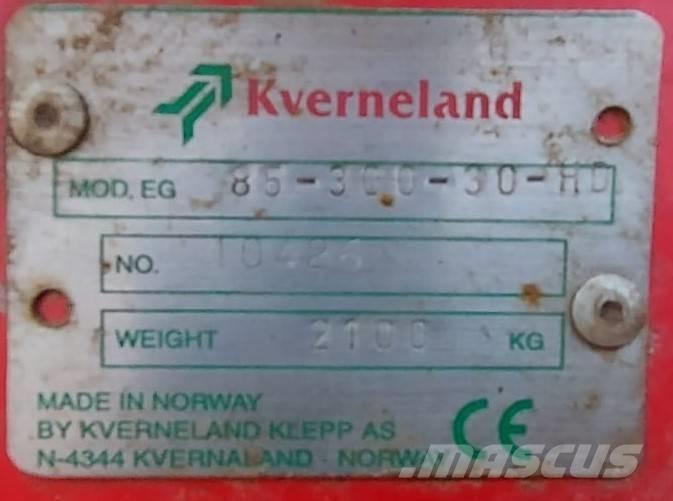 Kverneland
MOD. EG 85-300-30-HD
NO.
WEIGHT 2100 KG
MADE IN NORWAY
BY KVERNELAND KLEPP AS
N-4344 KVERNALAND - NORWAY
MASCUS